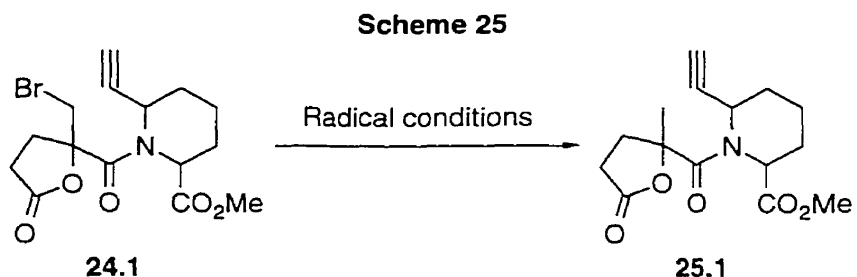 Scheme 25
Br
Radical conditions
N
N
O
O
O
O
CO₂Me
CO₂Me
O
O
24.1
25.1